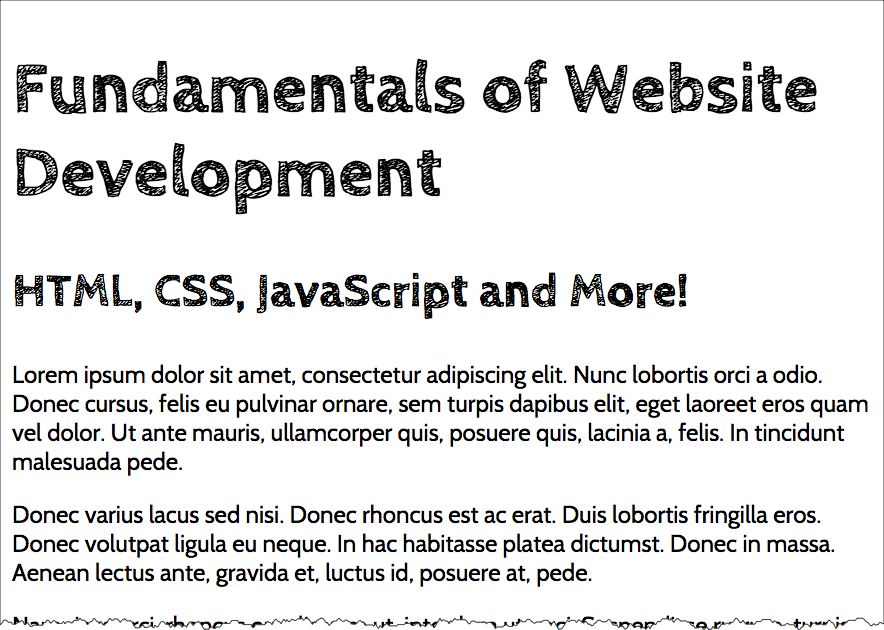 Fundamentals of Website
Development
HTML, CSS, JavaScript and More!
Lorem ipsum dolor sit amet, consectetur adipiscing elit. Nunc lobortis orci a odio.
Donec cursus, felis eu pulvinar ornare, sem turpis dapibus elit, eget laoreet eros quam
vel dolor. Ut ante mauris, ullamcorper quis, posuere quis, lacinia a, felis. In tincidunt
malesuada pede.
Donec varius lacus sed nisi. Donec rhoncus est ac erat. Duis lobortis fringilla eros.
Donec volutpat ligula eu neque. In hac habitasse platea dictumst. Donec in massa.
Aenean lectus ante, gravida et, luctus id, posuere at, pede.